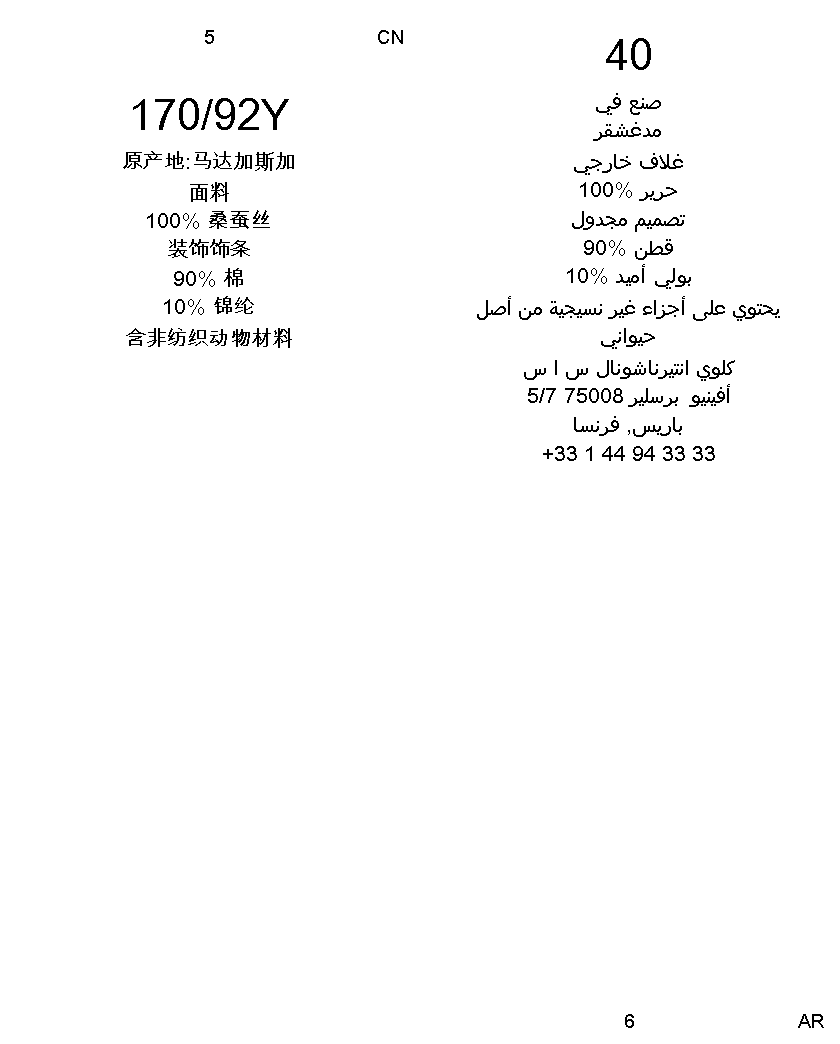 5
CN
170/92Y
原产地:马达加斯加
面料
100% 桑蚕丝
装饰饰条
90% 棉
10% 锦纶
含非纺织动物材料
40
صنع في
مدغشقر
غلاف خارجي
100% حرير
تصميم مجدول
90% قطن
10% بولي أميد
يحتوي على أجزاء غير نسيجية من أصل
حيواني
كلوي انتيرناشونال س ا س
5/7 75008 أفينيو برسلير
باريس, فرنسا
+33 1 44 94 33 33
6
AR